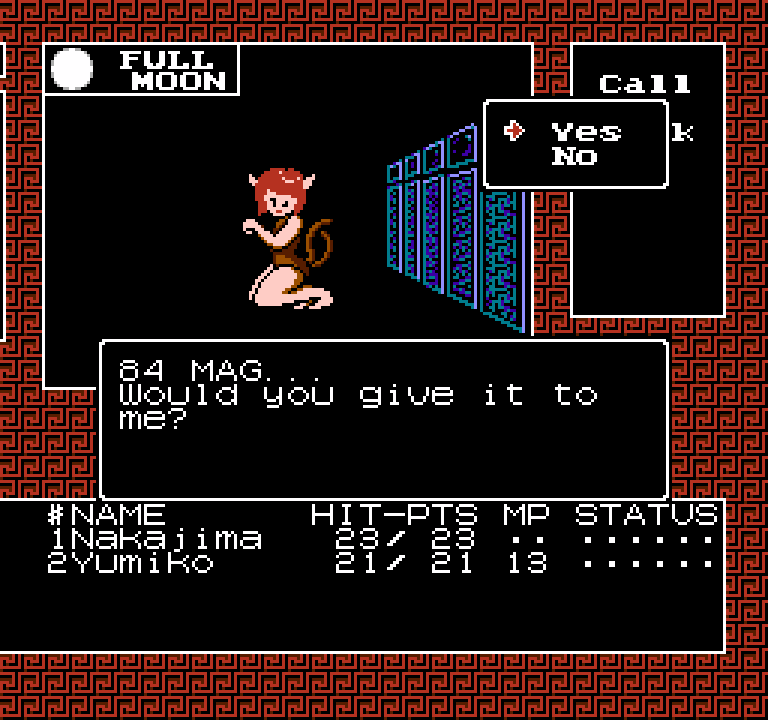 FULL
MOON
Call
Yes
k
No
84 MAG...
Would you give it to
me?
#NAME HIT-PTS MP STATUS
1Nakajima 23/ 23 .. ......
2Yumiko 21/ 21 13 ......